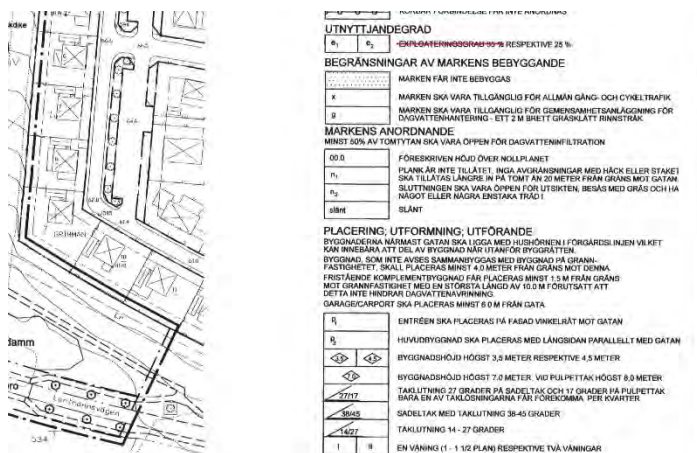 KÖRBAR FÖRBINDELSE FÅR INTE ANORDNAS
UTNYTTJANDEGRAD
e₁ e₂ EXPLOATERINGSGRAD 35 % RESPEKTIVE 25 %
BEGRÄNSNINGAR AV MARKENS BEBYGGANDE
MARKEN FÅR INTE BEBYGGAS
x MARKEN SKA VARA TILLGÄNGLIG FÖR ALLMÄN GÅNG- OCH CYKELTRAFIK
g MARKEN SKA VARA TILLGÄNGLIG FÖR GEMENSAMHETSANLÄGGNING FÖR
DAGVATTENHANTERING - ETT 2 M BRETT GRÄSKLÄTT RINNSTRÅK
MARKENS ANORDNANDE
MINST 50% AV TOMTYTAN SKA VARA ÖPPEN FÖR DAGVATTENINFILTRATION
00.0 FÖRESKRIVEN HÖJD ÖVER NOLLPLANET
n₁ PLANK ÄR INTE TILLÅTET. INGA AVGRÄNSNINGAR MED HÄCK ELLER STAKET
SKA TILLÅTAS LÄNGRE IN PÅ TOMT ÄN 20 METER FRÅN GRÄNS MOT GATAN.
n₂ SLUTTNINGEN SKA VARA ÖPPEN FÖR UTSIKTEN, BESÅS MED GRÄS OCH HA
NÅGOT ELLER NÅGRA ENSTAKA TRÄD
slänt SLÄNT
PLACERING, UTFORMNING, UTFÖRANDE
BYGGNADERNA NÄRMAST GATAN SKA LIGGA MED HUSHÖRNEN I FÖRGÅRDSLINJEN VILKET
KAN INNEBÄRA ATT DEL AV BYGGNAD NÅR UTANFÖR BYGGRÄTTEN.
BYGGNAD, SOM INTE AVSES SAMMANBYGGAS MED BYGGNAD PÅ GRANN-
FASTIGHETET, SKALL PLACERAS MINST 4,0 METER FRÅN GRÄNS MOT DENNA
FRISTÅENDE KOMPLEMENTBYGGNAD FÅR PLACERAS MINST 1,5 M FRÅN GRÄNS
MOT GRANNFASTIGHET MED EN STÖRSTA LÄNGD AV 10.0 M FÖRUTSATT ATT
DETTA INTE HINDRAR DAGVATTENAVRINNING.
GARAGE/CARPORT SKA PLACERAS MINST 6.0 M FRÅN GATA
P₁ ENTRÉEN SKA PLACERAS PÅ FASAD VINKELRÄT MOT GATAN
P₂ HUVUDBYGGNAD SKA PLACERAS MED LÅNGSIDAN PARALLELLT MED GATAN
3,5 4,5 BYGGNADSHÖJD HÖGST 3,5 METER RESPEKTIVE 4,5 METER
7,0 BYGGNADSHÖJD HÖGST 7.0 METER. VID PULPETTAK HÖGST 8,0 METER
27/17 TAKLUTNING 27 GRADER PÅ SADELTAK OCH 17 GRADER PÅ PULPETTAK
BARA EN AV TAKLÖSNINGARNA FÅR FÖREKOMMA, PER KVARTER
38/45 SADELTAK MED TAKLUTNING 38-45 GRADER
14/27 TAKLUTNING 14 - 27 GRADER
I II EN VÅNING (1 - 1 1/2 PLAN) RESPEKTIVE TVÅ VÅNINGAR
GRIMMAN
damm
Lantmannavägen
534